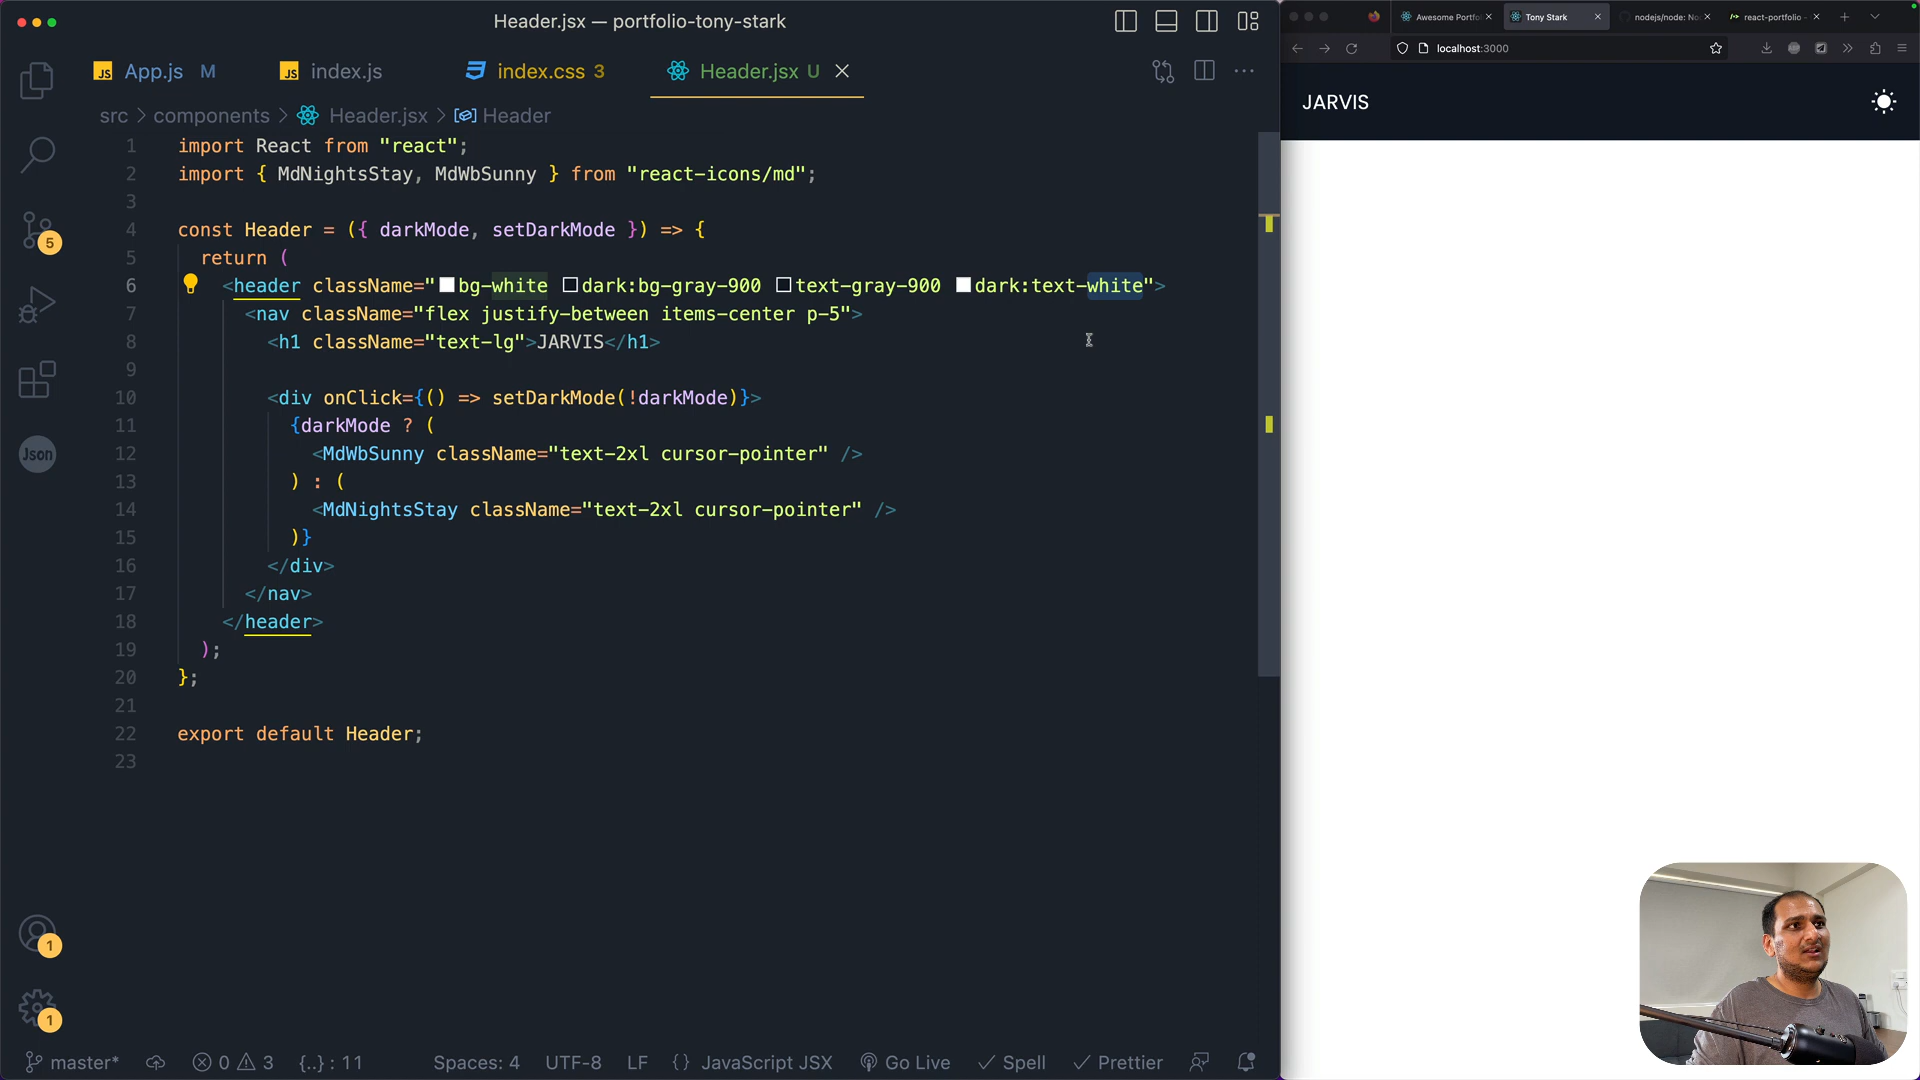 Header.jsx — portfolio-tony-stark
App.js M
index.js
index.css 3
Header.jsx U
src > components > Header.jsx > Header
1 import React from "react";
2 import { MdNightsStay, MdWbSunny } from "react-icons/md";
3
4 const Header = ({ darkMode, setDarkMode }) => {
5 return (
6 <header className="bg-white dark:bg-gray-900 text-gray-900 dark:text-white">
7 <nav className="flex justify-between items-center p-5">
8 <h1 className="text-lg">JARVIS</h1>
9
10 <div onClick={() => setDarkMode(!darkMode)}>
11 {darkMode ? (
12 <MdWbSunny className="text-2xl cursor-pointer" />
13 ) : (
14 <MdNightsStay className="text-2xl cursor-pointer" />
15 )}
16 </div>
17 </nav>
18 </header>
19 );
20 };
21
22 export default Header;
23
5
Json
1
1
master*
0
3
{..} : 11
Spaces: 4
UTF-8
LF
{} JavaScript JSX
Go Live
Spell
Prettier
Awesome Portfo
Tony Stark
nodejs/node: No
react-portfolio -
localhost:3000
JARVIS